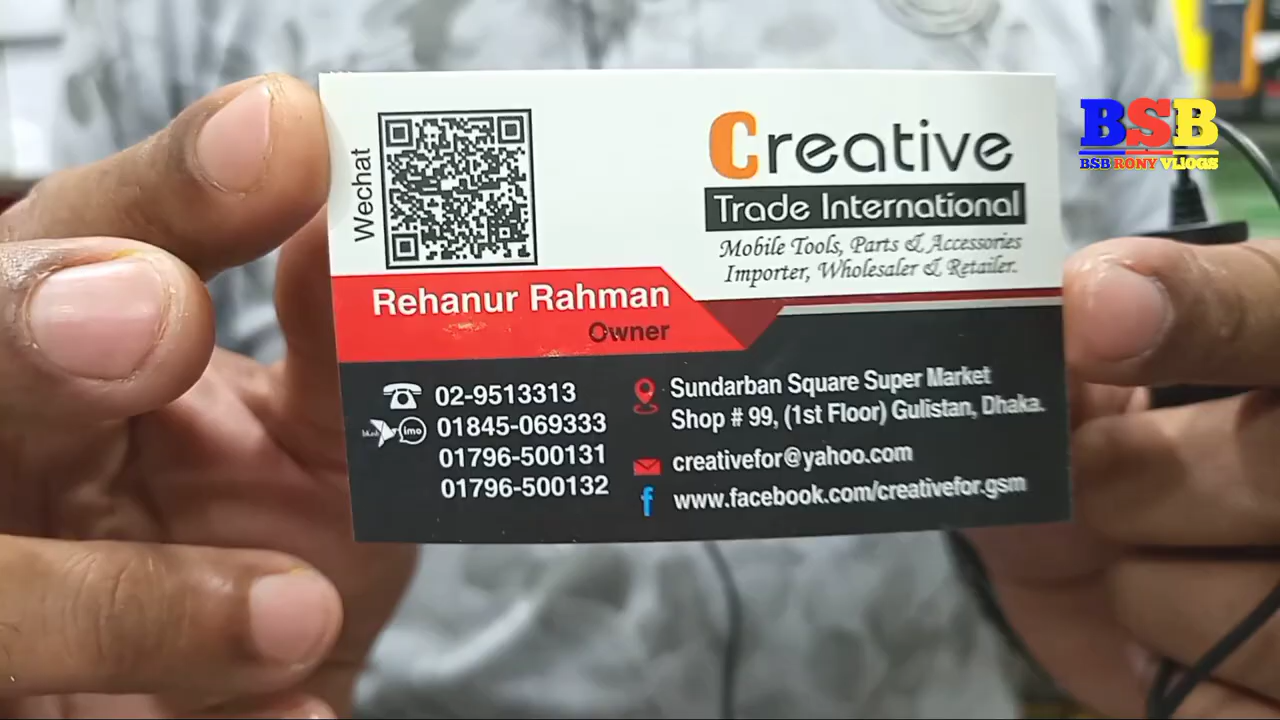 Wechat
Creative
Trade International
Mobile Tools, Parts & Accessories
Importer, Wholesaler & Retailer.
Rehanur Rahman
Owner
02-9513313
imo 01845-069333
01796-500131
01796-500132
Sundarban Square Super Market
Shop # 99, (1st Floor) Gulistan, Dhaka.
creativefor@yahoo.com
www.facebook.com/creativefor.gsm
BSB
BSB RONY VLIOGS